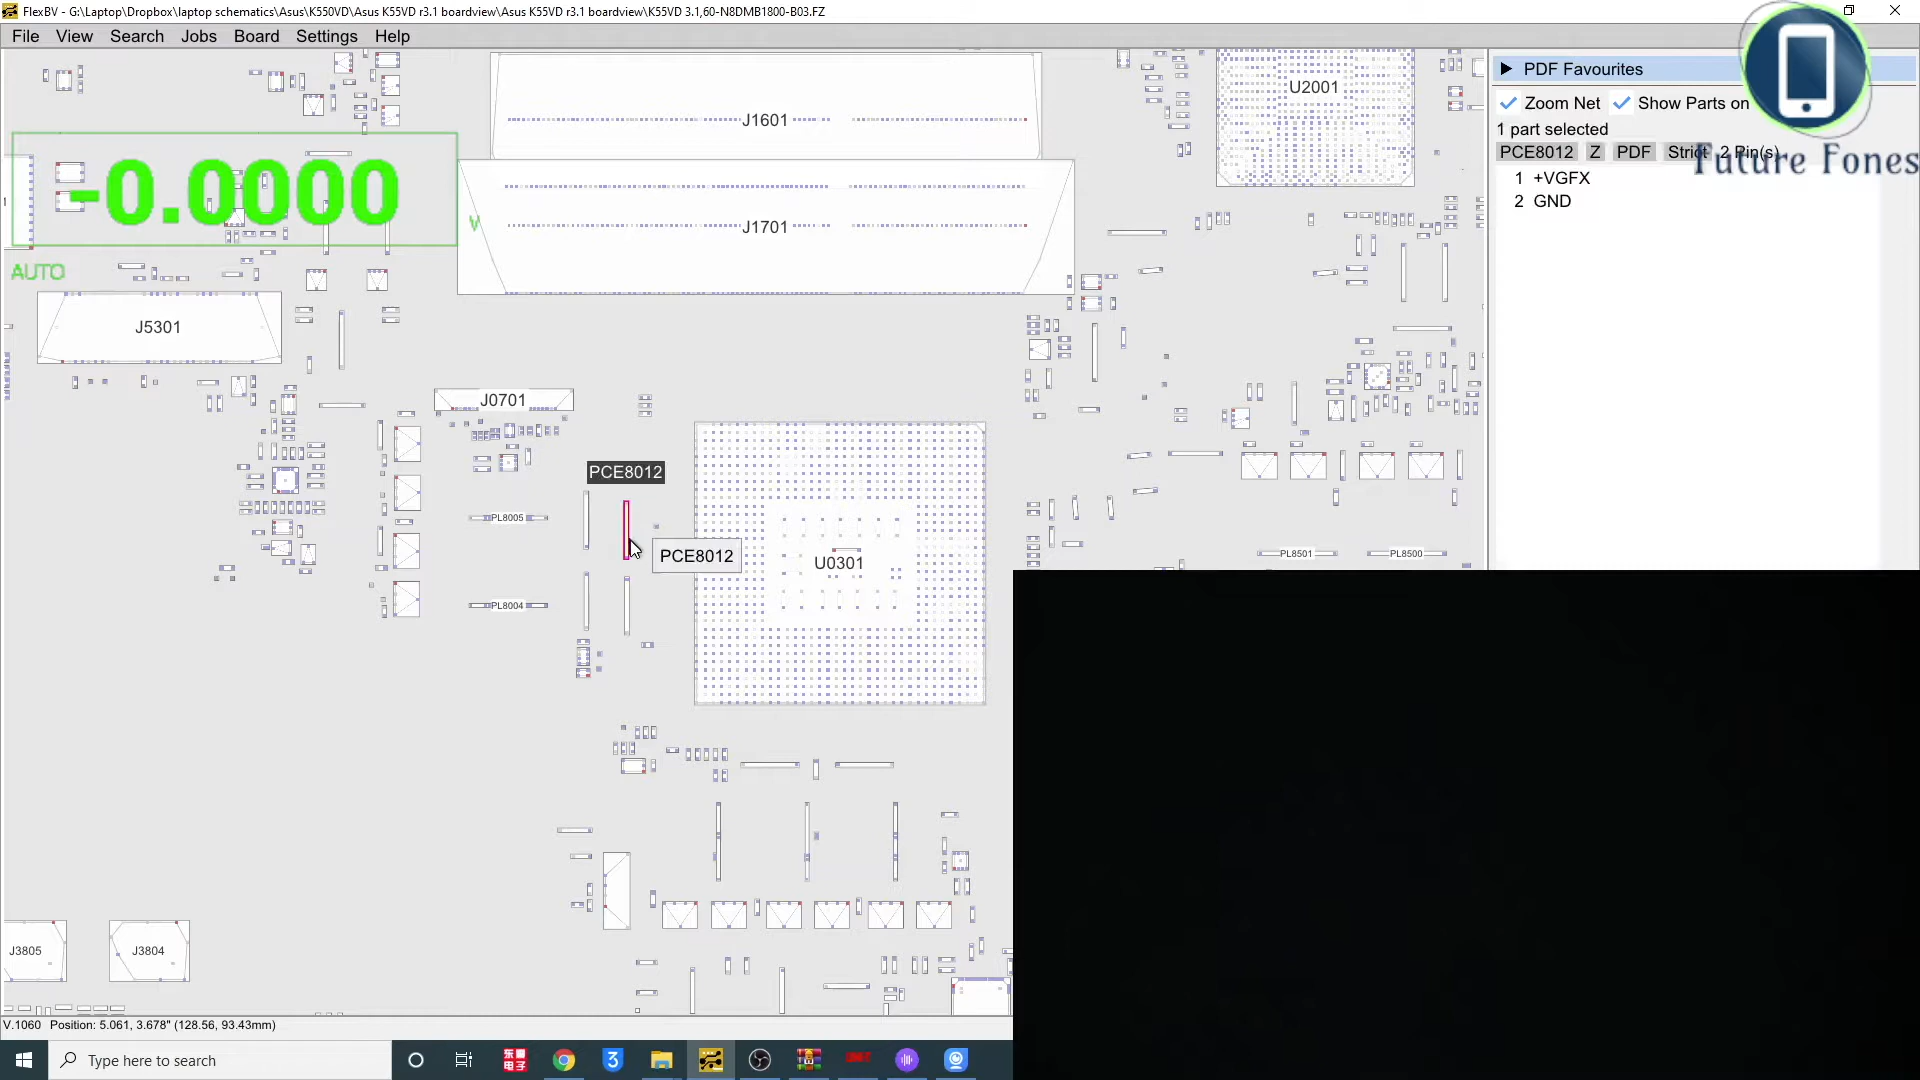 FlexBV - G:\Laptop\Dropbox\laptop schematics\Asus\K550VD\Asus K55VD r3.1 boardview\Asus K55VD r3.1 boardview\K55VD 3.1,60-N8DMB1800-B03.FZ
File View Search Jobs Board Settings Help
PDF Favourites
Zoom Net Show Parts on
1 part selected
PCE8012 Z PDF Strict 2 Pin(s)
1 +VGFX
2 GND
Future Fones
-0.0000
V
AUTO
U2001
J1601
J1701
J5301
J0701
PCE8012
PL8005
PCE8012
U0301
PL8501
PL8500
PL8004
J3805
J3804
V.1060 Position: 5.061, 3.678" (128.56, 93.43mm)
Type here to search